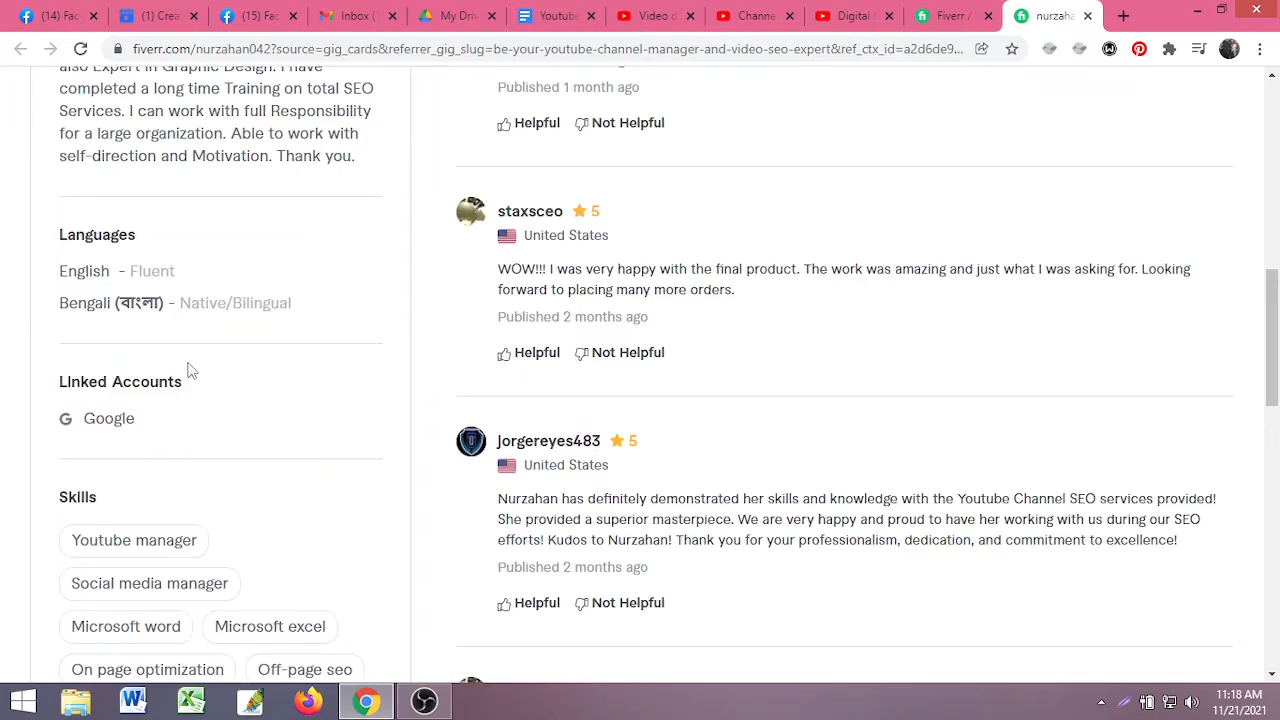 (14) Fac
(1) Crea
(15) Fac
Inbox (
My Driv
Youtube
Video d
Channe
Digital M
Fiverr /
nurzaha
fiverr.com/nurzahan042?source=gig_cards&referrer_gig_slug=be-your-youtube-channel-manager-and-video-seo-expert&ref_ctx_id=a2d6de9...
also Expert in Graphic Design. I have
completed a long time Training on total SEO
Services. I can work with full Responsibility
for a large organization. Able to work with
self-direction and Motivation. Thank you.
Languages
English - Fluent
Bengali (বাংলা) - Native/Bilingual
LInked Accounts
Google
Skills
Youtube manager
Social media manager
Microsoft word
Microsoft excel
On page optimization
Off-page seo
Published 1 month ago
Helpful
Not Helpful
staxsceo 5
United States
WOW!!! I was very happy with the final product. The work was amazing and just what I was asking for. Looking
forward to placing many more orders.
Published 2 months ago
Helpful
Not Helpful
jorgereyes483 5
United States
Nurzahan has definitely demonstrated her skills and knowledge with the Youtube Channel SEO services provided!
She provided a superior masterpiece. We are very happy and proud to have her working with us during our SEO
efforts! Kudos to Nurzahan! Thank you for your professionalism, dedication, and commitment to excellence!
Published 2 months ago
Helpful
Not Helpful
11:18 AM
11/21/2021